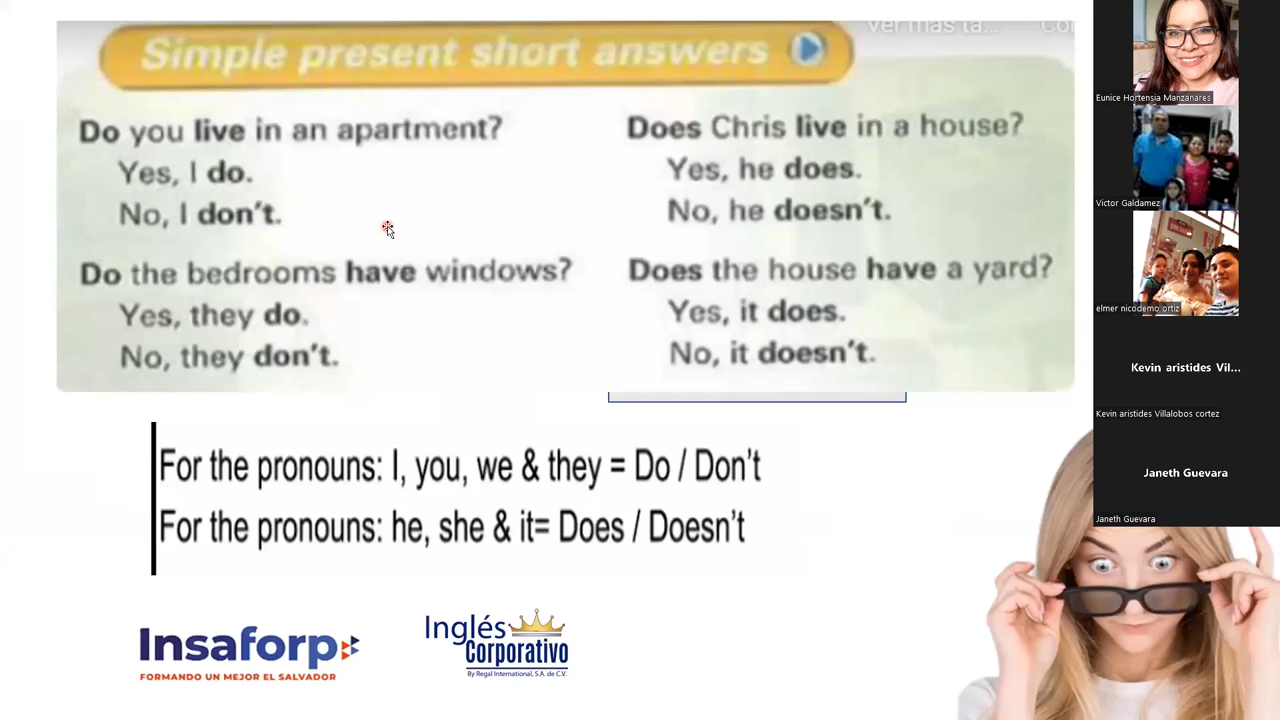 Ver más ta...
Simple present short answers
Do you live in an apartment?
Yes, I do.
No, I don't.
Do the bedrooms have windows?
Yes, they do.
No, they don't.
Does Chris live in a house?
Yes, he does.
No, he doesn't.
Does the house have a yard?
Yes, it does.
No, it doesn't.
For the pronouns: I, you, we & they = Do / Don't
For the pronouns: he, she & it= Does / Doesn't
Insaforp
FORMANDO UN MEJOR EL SALVADOR
Inglés
Corporativo
By Regal International, S.A. de C.V.
Eunice Hortensia Manzanares
Victor Galdamez
elmer nicodemo ortiz
Kevin aristides Vil...
Kevin aristides Villalobos cortez
Janeth Guevara
Janeth Guevara